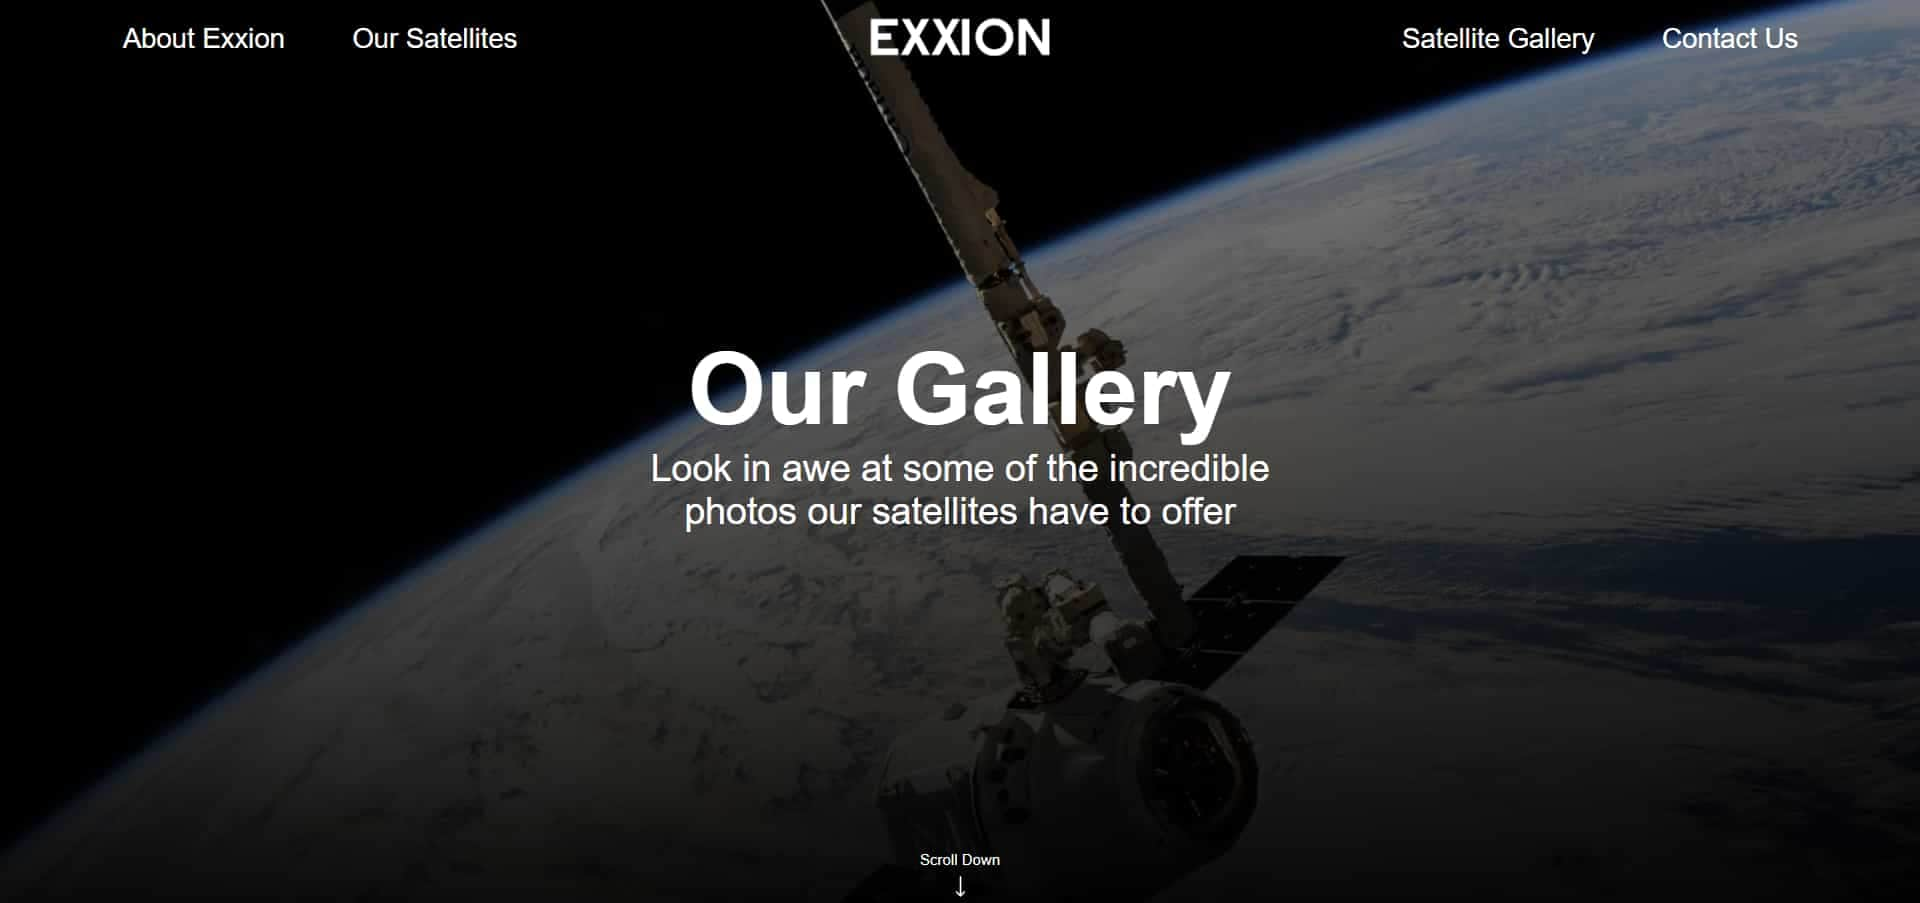 About Exxion
Our Satellites
EXXION
Satellite Gallery
Contact Us
Our Gallery
Look in awe at some of the incredible
photos our satellites have to offer
Scroll Down